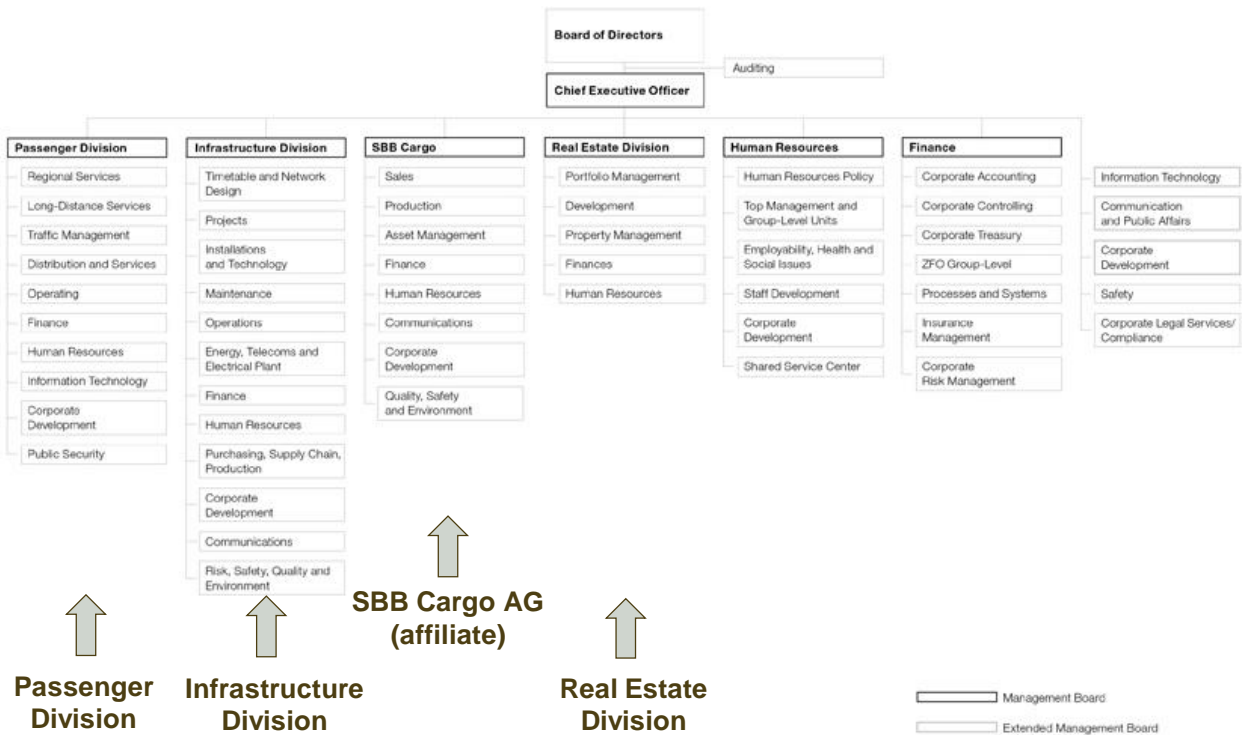 Board of Directors
Auditing
Chief Executive Officer
Passenger Division
Regional Services
Long-Distance Services
Traffic Management
Distribution and Services
Operating
Finance
Human Resources
Information Technology
Corporate
Development
Public Security
Infrastructure Division
Timetable and Network
Design
Projects
Installations
and Technology
Maintenance
Operations
Energy, Telecoms and
Electrical Plant
Finance
Human Resources
Purchasing, Supply Chain,
Production
Corporate
Development
Communications
Risk, Safety, Quality and
Environment
SBB Cargo
Sales
Production
Asset Management
Finance
Human Resources
Communications
Corporate
Development
Quality, Safety
and Environment
Real Estate Division
Portfolio Management
Development
Property Management
Finances
Human Resources
Human Resources
Human Resources Policy
Top Management and
Group-Level Units
Employability, Health and
Social Issues
Staff Development
Corporate
Development
Shared Service Center
Finance
Corporate Accounting
Corporate Controlling
Corporate Treasury
ZFO Group-Level
Processes and Systems
Insurance
Management
Corporate
Risk Management
Information Technology
Communication
and Public Affairs
Corporate
Development
Safety
Corporate Legal Services/
Compliance
Passenger
Division
Infrastructure
Division
SBB Cargo AG
(affiliate)
Real Estate
Division
Management Board
Extended Management Board